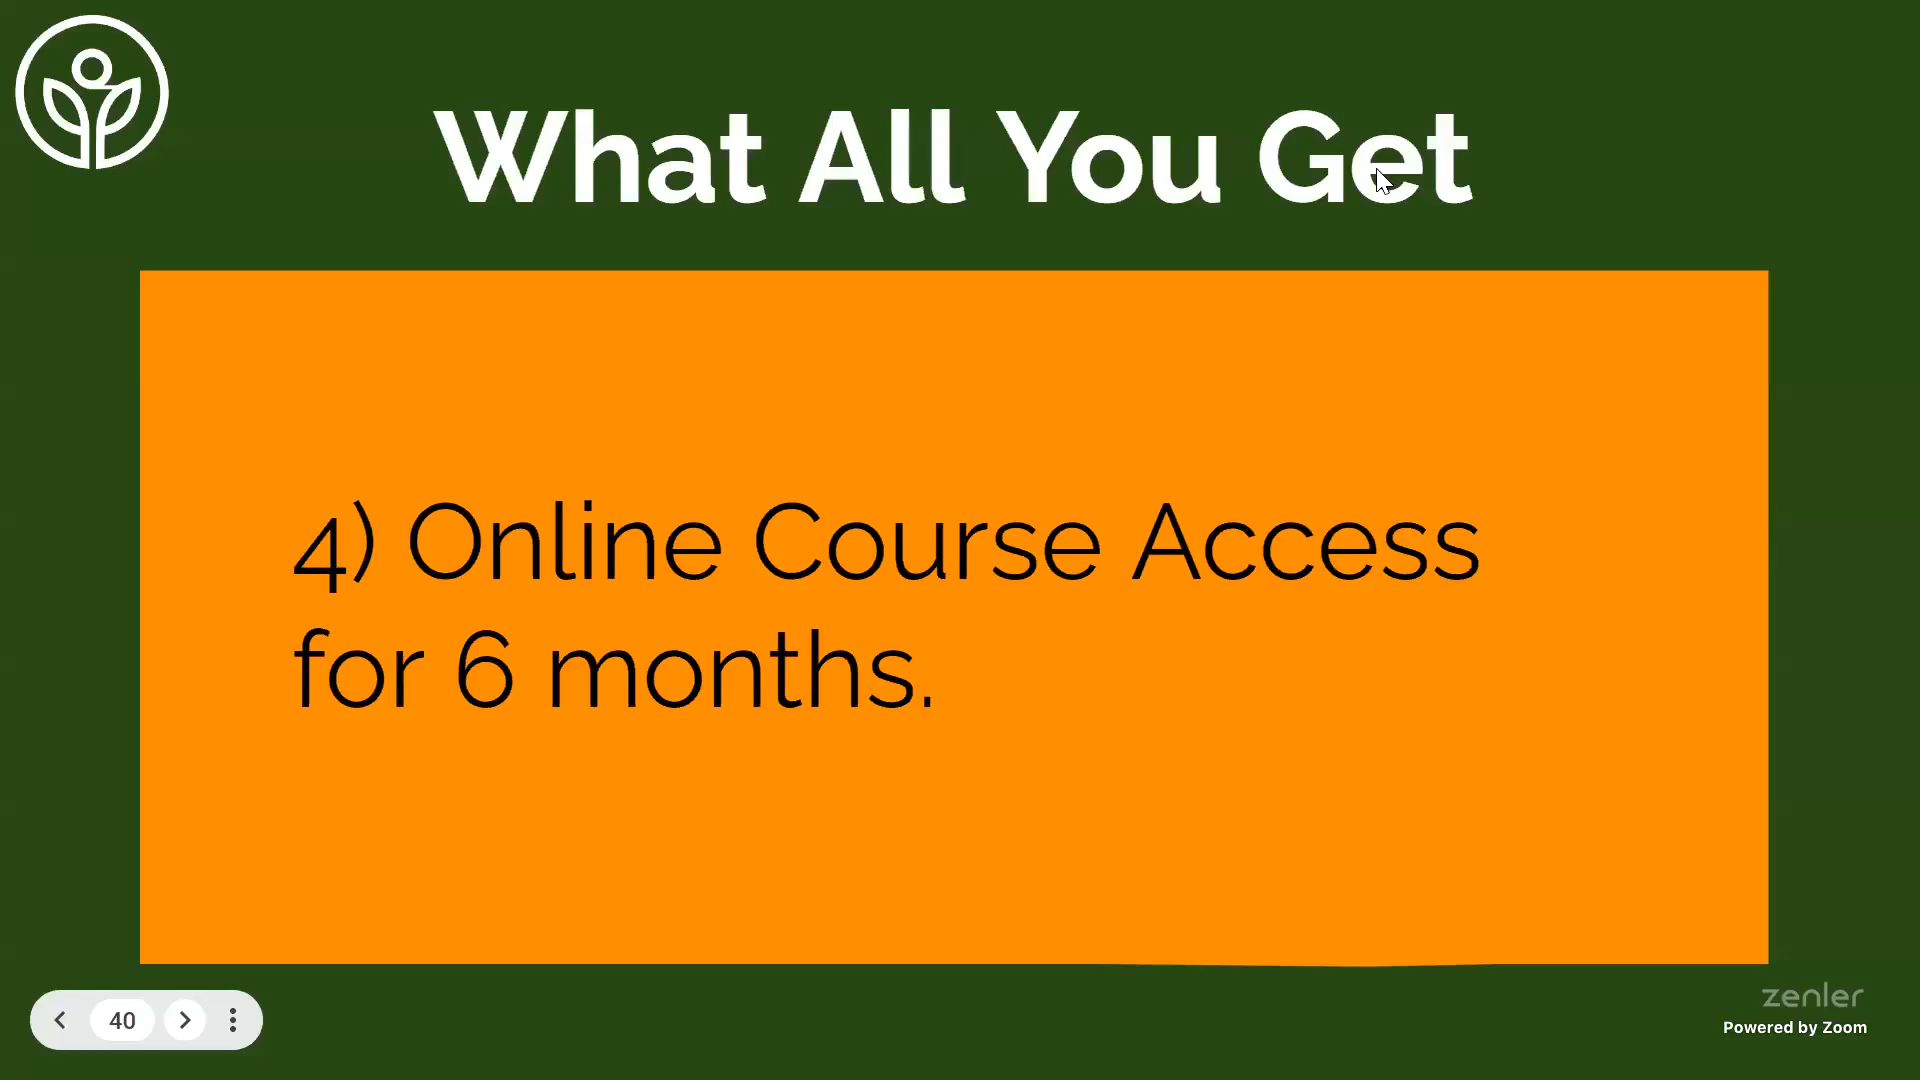 What All You Get
4) Online Course Access
for 6 months.
40
zenler
Powered by Zoom